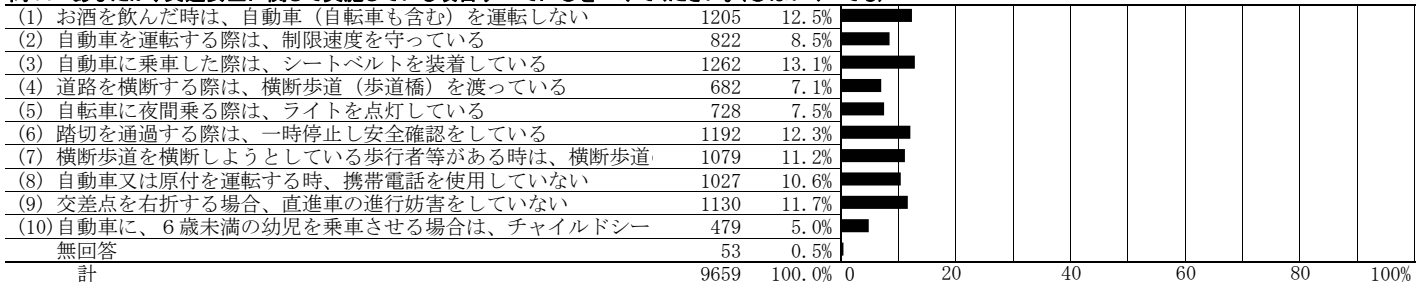 (1) お酒を飲んだ時は、自動車（自転車も含む）を運転しない 1205 12.5%
(2) 自動車を運転する際は、制限速度を守っている 822 8.5%
(3) 自動車に乗車した際は、シートベルトを装着している 1262 13.1%
(4) 道路を横断する際は、横断歩道（歩道橋）を渡っている 682 7.1%
(5) 自転車に夜間乗る際は、ライトを点灯している 728 7.5%
(6) 踏切を通過する際は、一時停止し安全確認をしている 1192 12.3%
(7) 横断歩道を横断しようとしている歩行者等がある時は、横断歩道 1079 11.2%
(8) 自動車又は原付を運転する時、携帯電話を使用していない 1027 10.6%
(9) 交差点を右折する場合、直進車の進行妨害をしていない 1130 11.7%
(10)自動車に、６歳未満の幼児を乗車させる場合は、チャイルドシー 479 5.0%
無回答 53 0.5%
計 9659 100.0% 0 20 40 60 80 100%